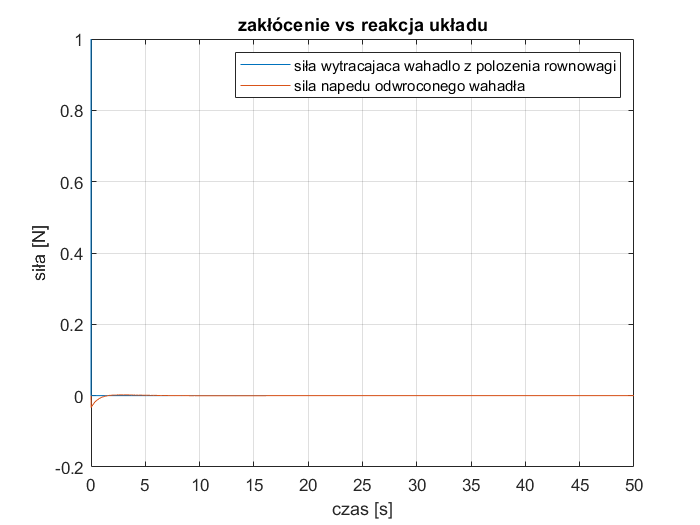 zakłócenie vs reakcja układu
siła wytracajaca wahadlo z polozenia rownowagi
sila napedu odwroconego wahadła
1
0.8
0.6
0.4
0.2
0
-0.2
siła [N]
0 5 10 15 20 25 30 35 40 45 50
czas [s]